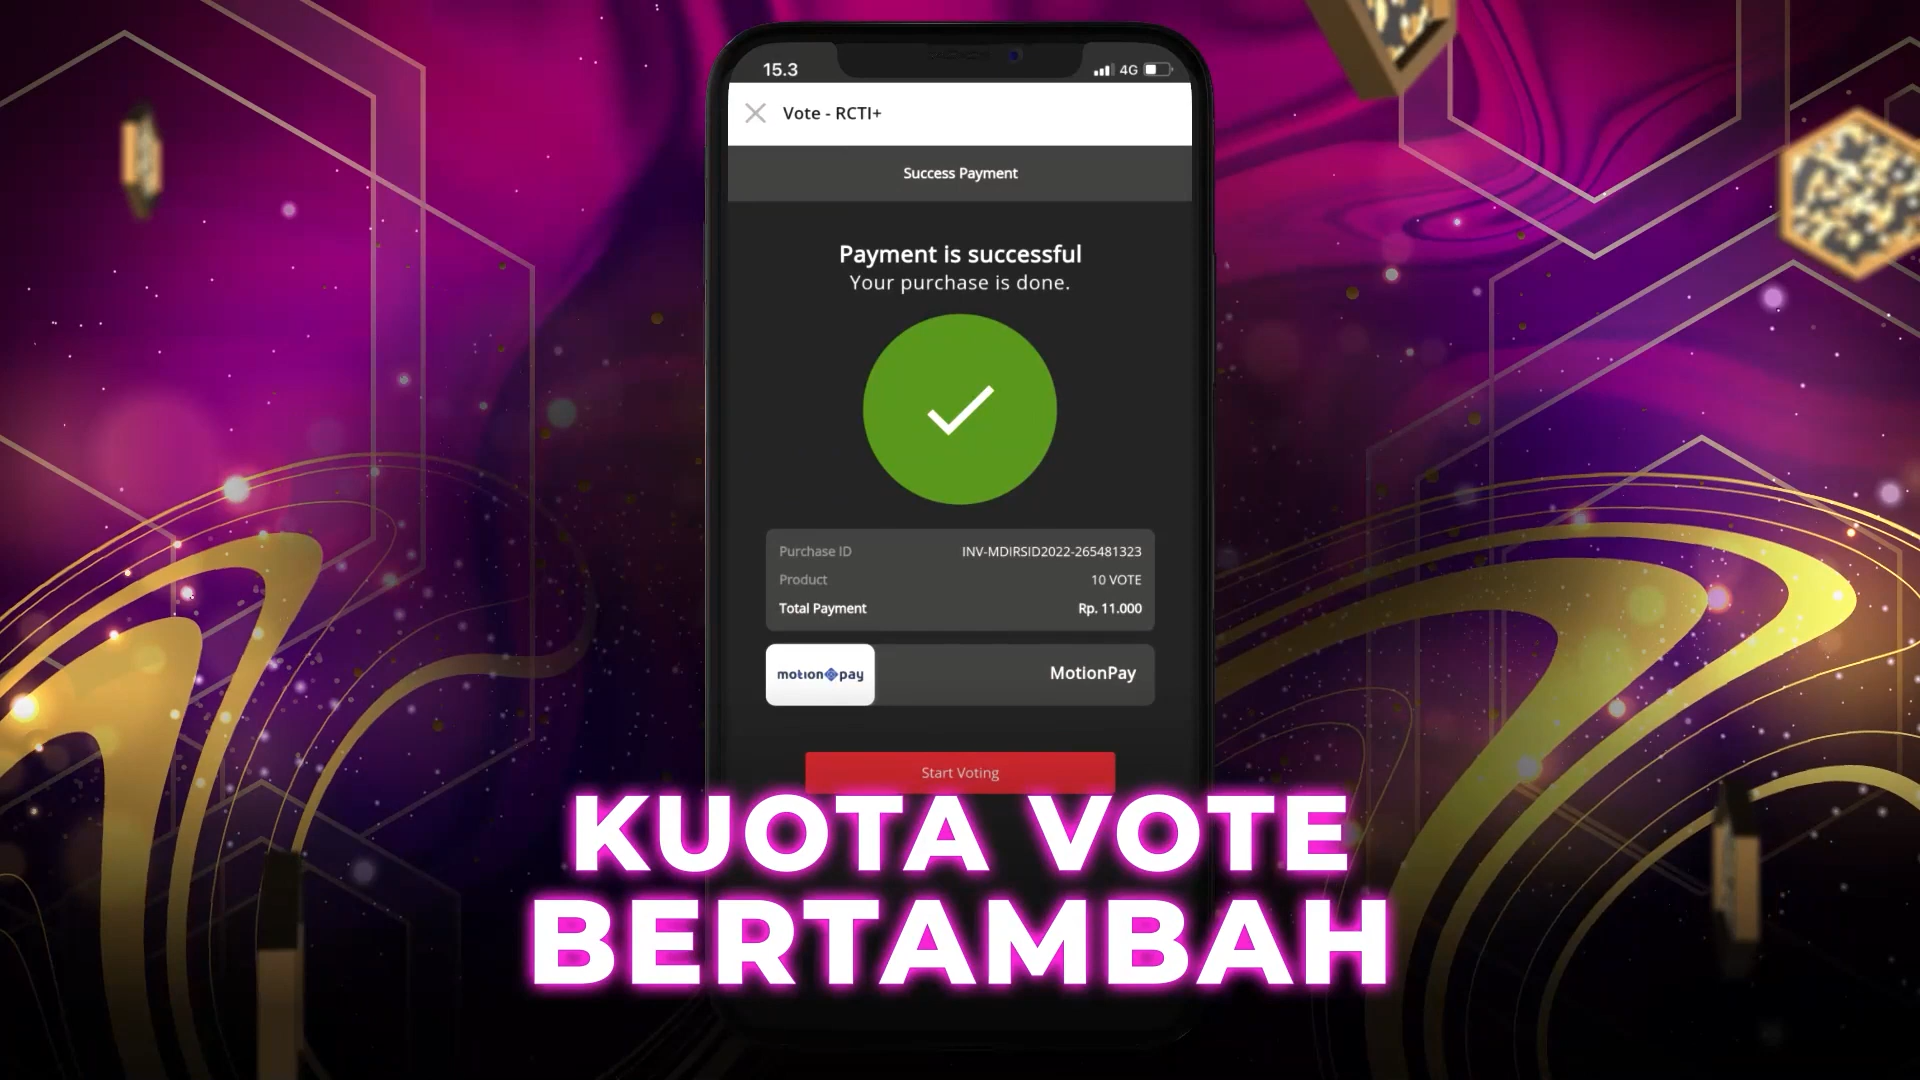 15.3
4G
Vote - RCTI+
Success Payment
Payment is successful
Your purchase is done.
Purchase ID INV-MDIRSID2022-265481323
Product 10 VOTE
Total Payment Rp. 11.000
motion pay MotionPay
Start Voting
KUOTA VOTE
BERTAMBAH